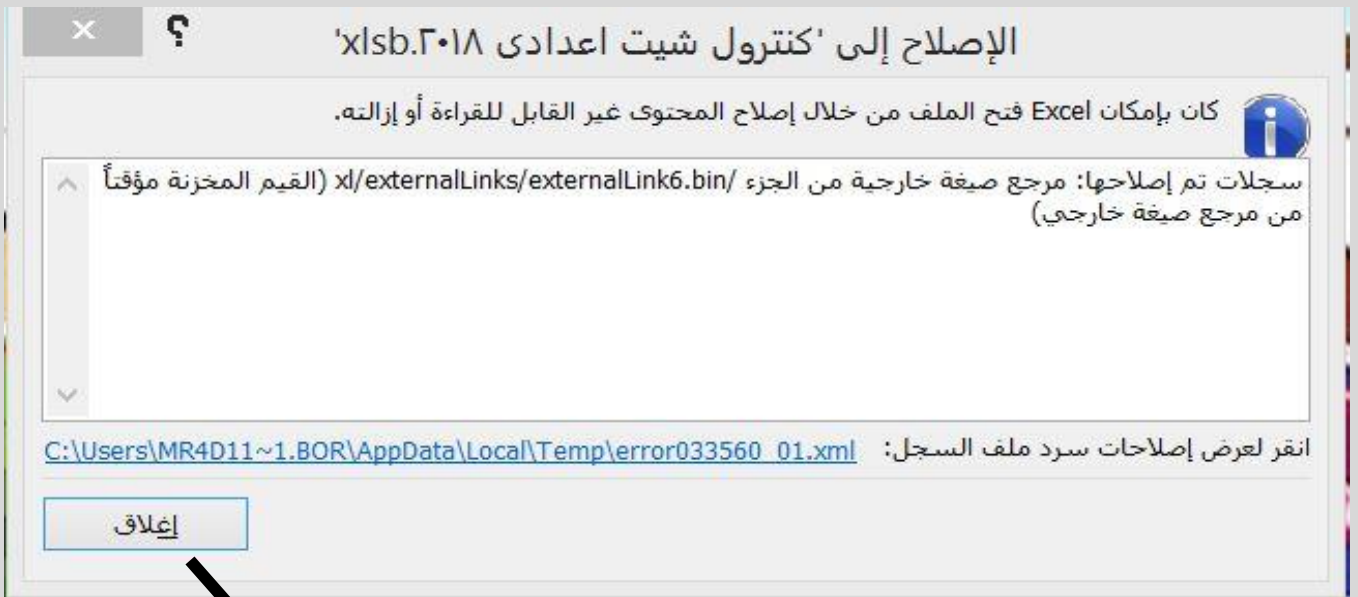 الإصلاح إلى 'كنترول شيت اعدادى ٢٠١٨.xlsb'
؟
كان بإمكان Excel فتح الملف من خلال إصلاح المحتوى غير القابل للقراءة أو إزالته.
سجلات تم إصلاحها: مرجع صيغة خارجية من الجزء /xl/externalLinks/externalLink6.bin (القيم المخزنة مؤقتاً
من مرجع صيغة خارجي)
انقر لعرض إصلاحات سرد ملف السجل: C:\Users\MR4D11~1.BOR\AppData\Local\Temp\error033560_01.xml
إغلاق